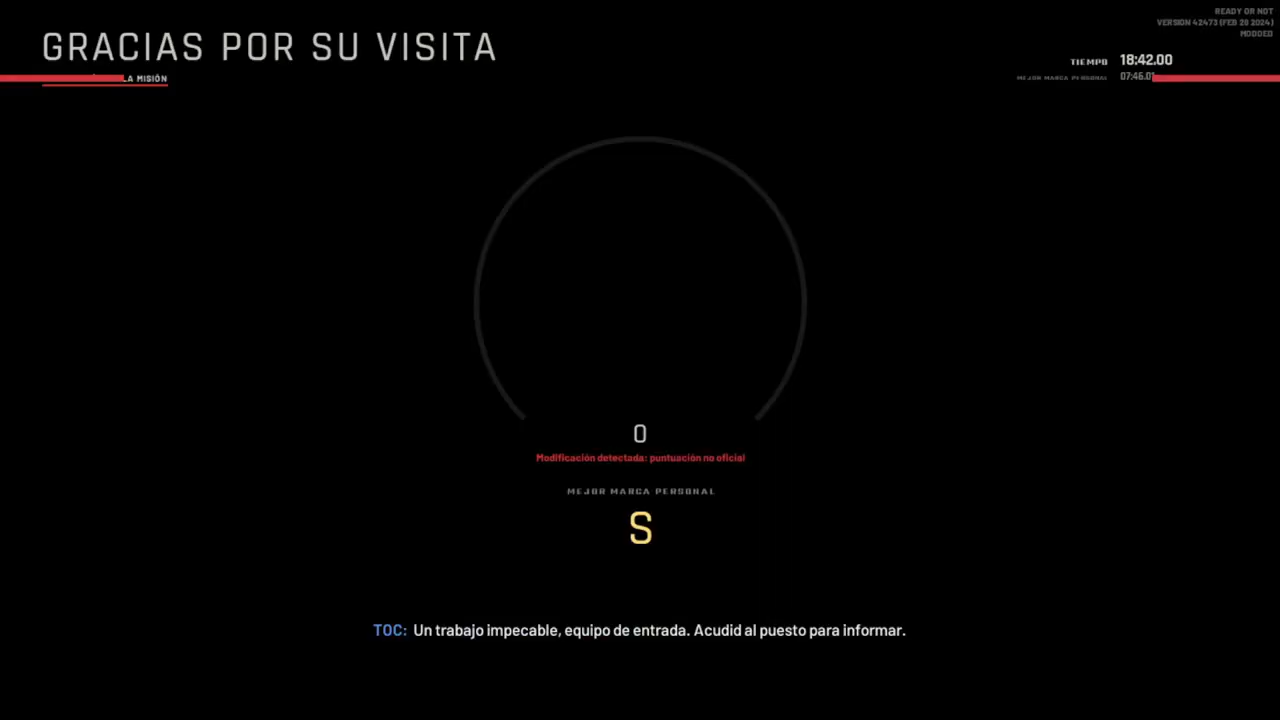 GRACIAS POR SU VISITA
LA MISIÓN
READY OR NOT
VERSION 42473 (FEB 20 2024)
MODDED
TIEMPO 18:42.00
MEJOR MARCA PERSONAL 07:46.0
0
Modificación detectada: puntuación no oficial
MEJOR MARCA PERSONAL
S
TOC: Un trabajo impecable, equipo de entrada. Acudid al puesto para informar.